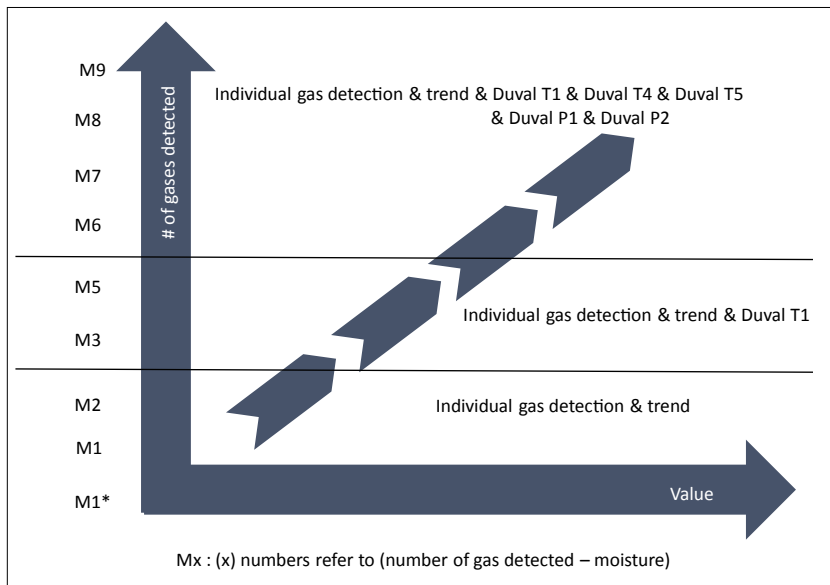 M9
Individual gas detection & trend & Duval T1 & Duval T4 & Duval T5
& Duval P1 & Duval P2
M8
# of gases detected
M7
M6
M5
Individual gas detection & trend & Duval T1
M3
M2
Individual gas detection & trend
M1
M1*
Value
Mx : (x) numbers refer to (number of gas detected – moisture)